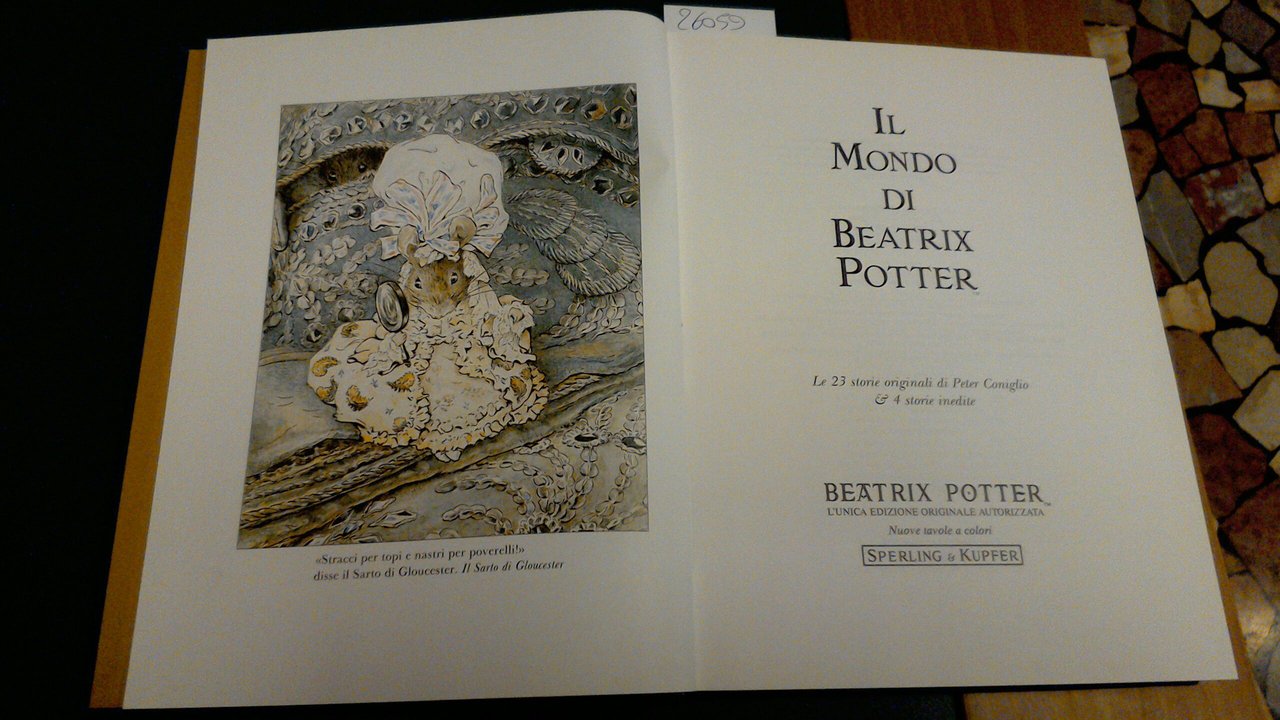 26059
«Stracci per topi e nastri per poverelli!»
disse il Sarto di Gloucester. Il Sarto di Gloucester
IL
MONDO
DI
BEATRIX
POTTER
Le 23 storie originali di Peter Coniglio
& 4 storie inedite
BEATRIX POTTER™
L'UNICA EDIZIONE ORIGINALE AUTORIZZATA
Nuove tavole a colori
SPERLING & KUPFER